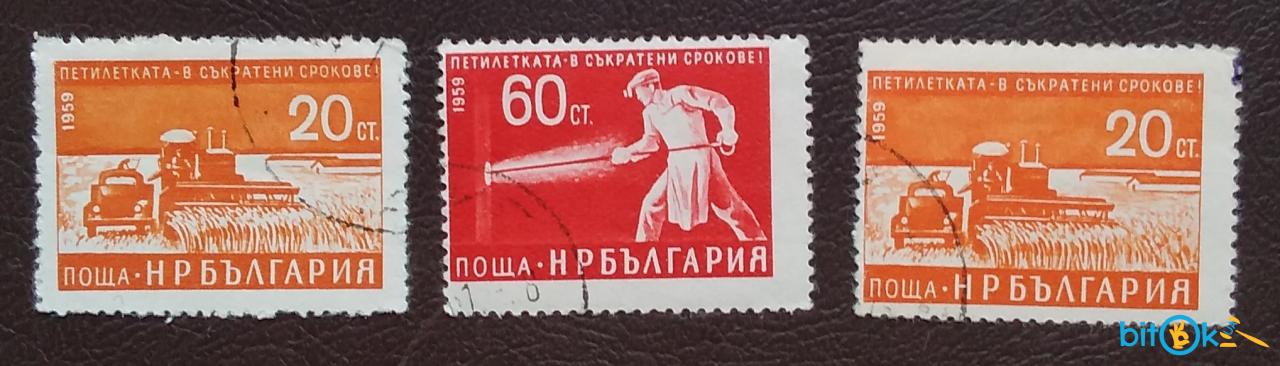 ПЕТИЛЕТКАТА-В СЪКРАТЕНИ СРОКОВЕ!
1959
20 СТ.
ПОЩА·НРБЪЛГАРИЯ
ПЕТИЛЕТКАТА-В СЪКРАТЕНИ СРОКОВЕ!
1959
60 СТ.
ПОЩА·НРБЪЛГАРИЯ
ПЕТИЛЕТКАТА-В СЪКРАТЕНИ СРОКОВЕ!
1959
20 СТ.
ПОЩА·НРБЪЛГАРИЯ
bitOk